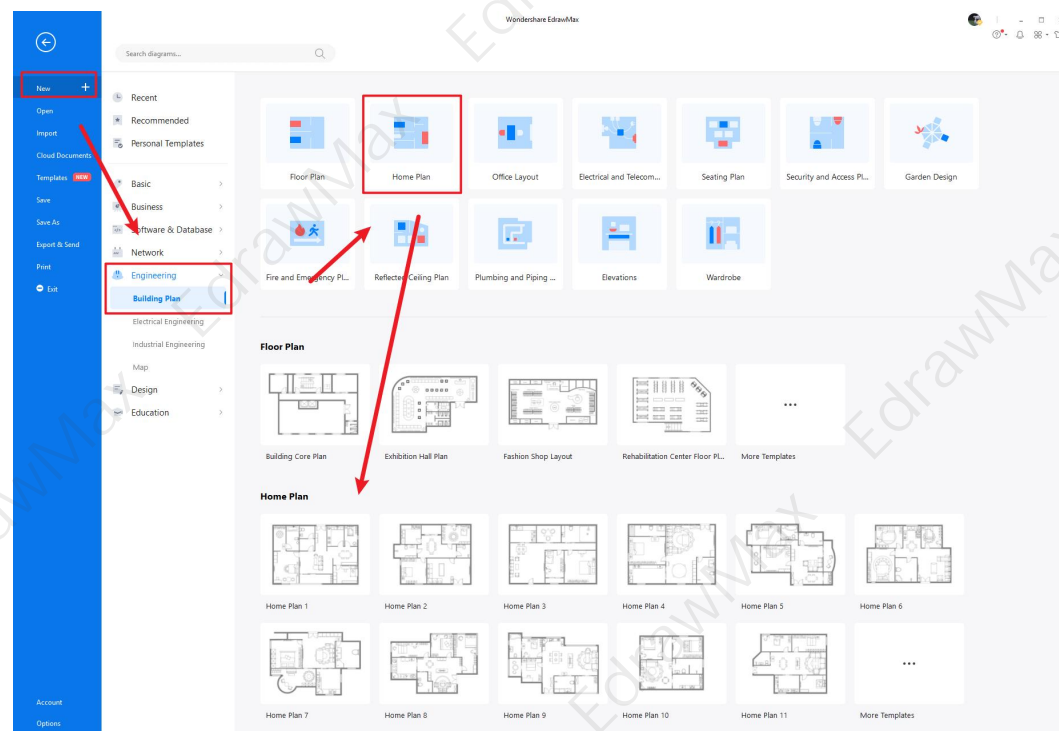 Wondershare EdrawMax
Search diagrams...
New +
Open
Import
Cloud Documents
Templates NEW
Save
Save As
Export & Send
Print
Exit
Account
Options
Recent
Recommended
Personal Templates
Basic
Business
Software & Database
Network
Engineering
Building Plan
Electrical Engineering
Industrial Engineering
Map
Design
Education
Floor Plan
Home Plan
Office Layout
Electrical and Telecom...
Seating Plan
Security and Access Pl...
Garden Design
Fire and Emergency Pl...
Reflected Ceiling Plan
Plumbing and Piping ...
Elevations
Wardrobe
Floor Plan
Building Core Plan
Exhibition Hall Plan
Fashion Shop Layout
Rehabilitation Center Floor Pl...
More Templates
Home Plan
Home Plan 1
Home Plan 2
Home Plan 3
Home Plan 4
Home Plan 5
Home Plan 6
Home Plan 7
Home Plan 8
Home Plan 9
Home Plan 10
Home Plan 11
More Templates
EdrawMax
EdrawMax
EdrawMax
EdrawMax